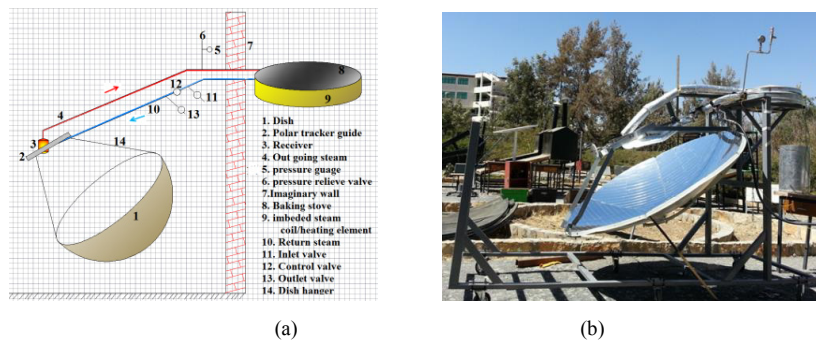 6
5
7
8
9
12
11
13
10
4
3
2
14
1
1. Dish
2. Polar tracker guide
3. Receiver
4. Out going steam
5. pressure guage
6. pressure relieve valve
7.Imaginary wall
8. Baking stove
9. imbeded steam
coil/heating element
10. Return steam
11. Inlet valve
12. Control valve
13. Outlet valve
14. Dish hanger
(a)
(b)